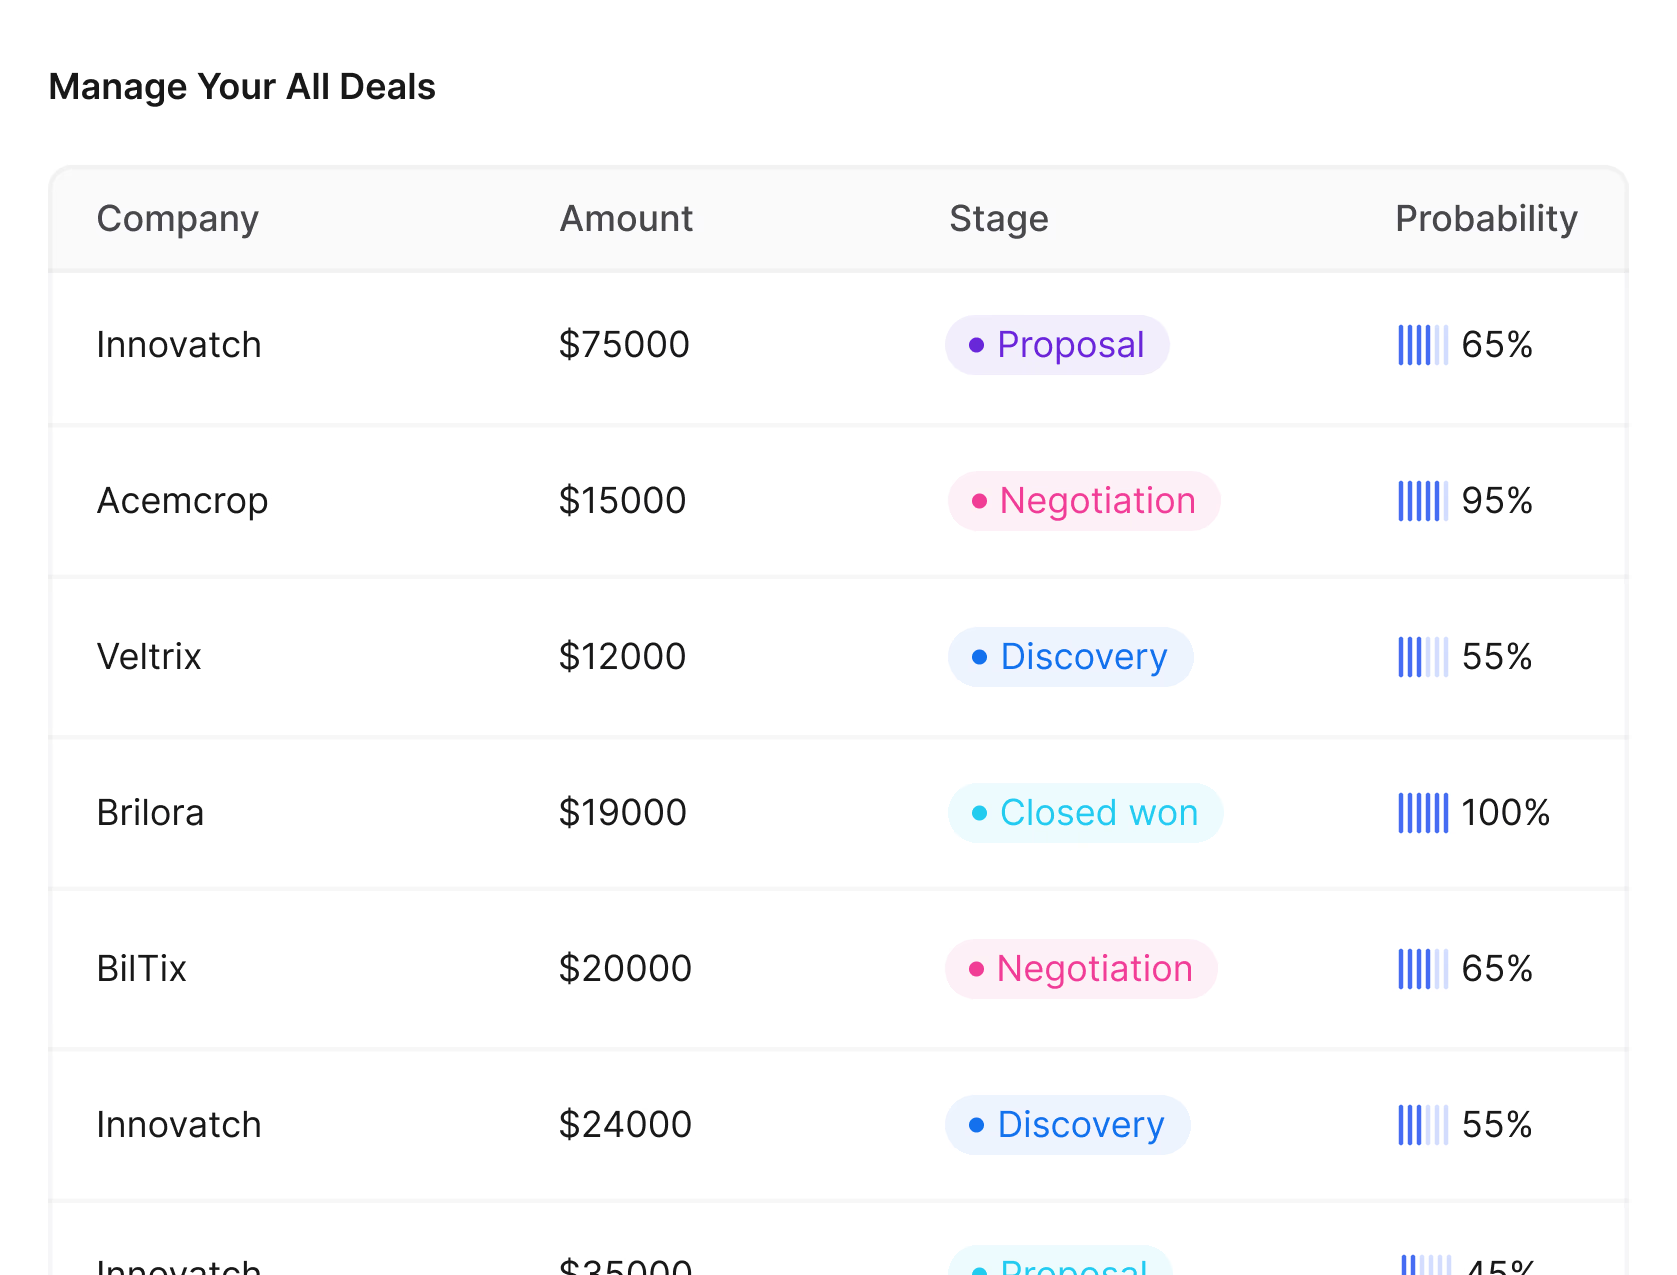 Manage Your All Deals
Company Amount Stage Probability
Innovatch $75000 Proposal 65%
Acemcrop $15000 Negotiation 95%
Veltrix $12000 Discovery 55%
Brilora $19000 Closed won 100%
BilTix $20000 Negotiation 65%
Innovatch $24000 Discovery 55%
Innovatch $35000 Proposal 45%